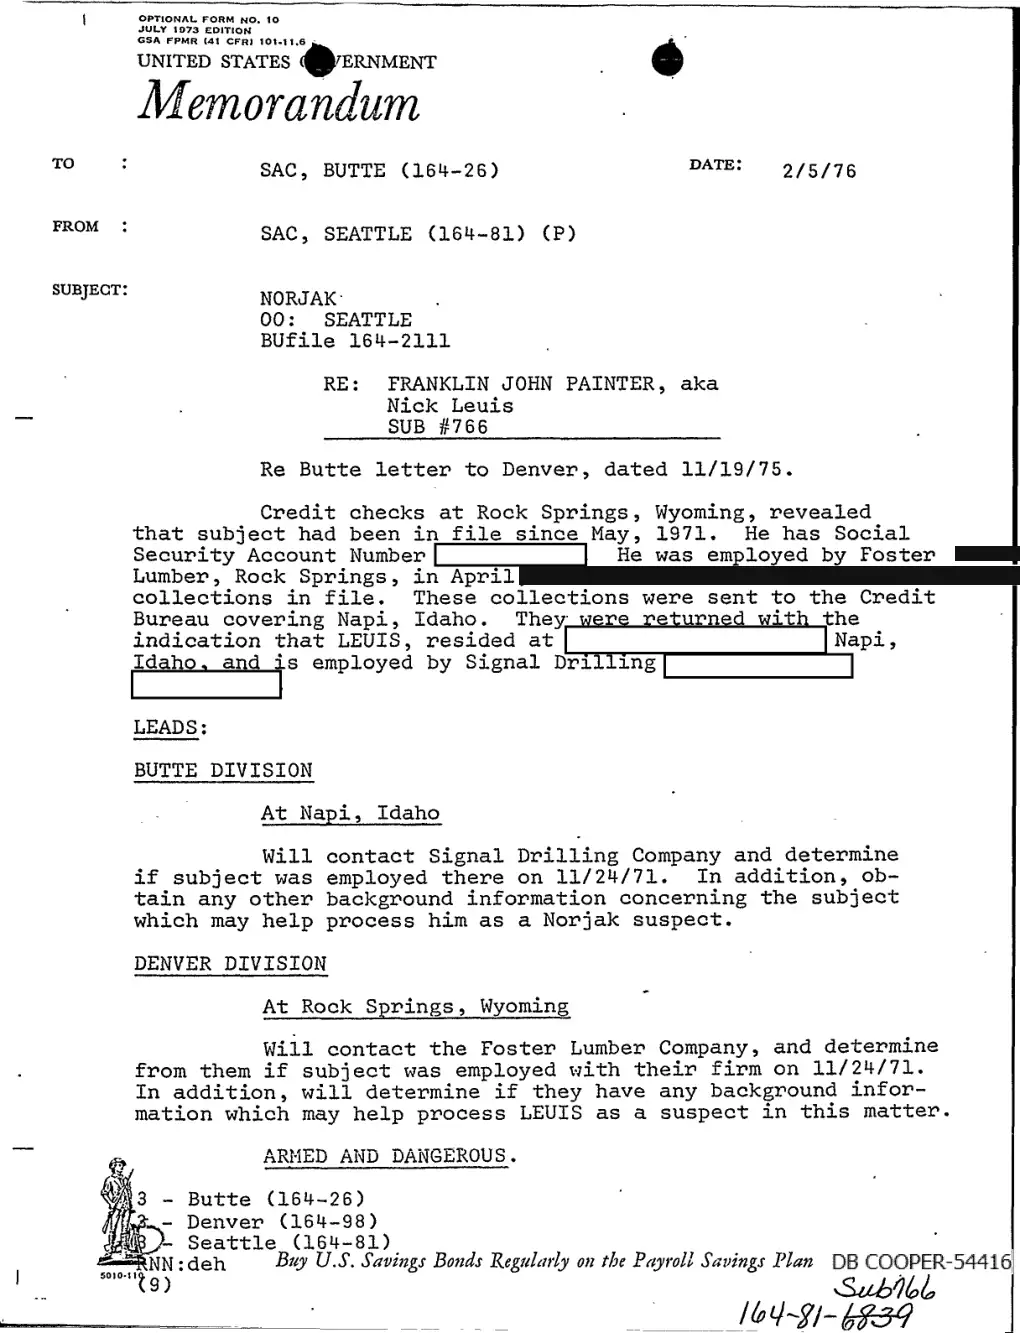 OPTIONAL FORM NO. 10
JULY 1973 EDITION
GSA FPMR (41 CFR) 101-11.6
UNITED STATES G VERNMENT
Memorandum
TO : SAC, BUTTE (164-26) DATE: 2/5/76
FROM : SAC, SEATTLE (164-81) (P)
SUBJECT: NORJAK
OO: SEATTLE
BUfile 164-2111
RE: FRANKLIN JOHN PAINTER, aka
Nick Leuis
SUB #766
Re Butte letter to Denver, dated 11/19/75.
Credit checks at Rock Springs, Wyoming, revealed
that subject had been in file since May, 1971. He has Social
Security Account Number He was employed by Foster
Lumber, Rock Springs, in April
collections in file. These collections were sent to the Credit
Bureau covering Napi, Idaho. They were returned with the
indication that LEUIS, resided at Napi,
Idaho, and is employed by Signal Drilling
LEADS:
BUTTE DIVISION
At Napi, Idaho
Will contact Signal Drilling Company and determine
if subject was employed there on 11/24/71. In addition, ob-
tain any other background information concerning the subject
which may help process him as a Norjak suspect.
DENVER DIVISION
At Rock Springs, Wyoming
Will contact the Foster Lumber Company, and determine
from them if subject was employed with their firm on 11/24/71.
In addition, will determine if they have any background infor-
mation which may help process LEUIS as a suspect in this matter.
ARMED AND DANGEROUS.
3 - Butte (164-26)
3 - Denver (164-98)
3 - Seattle (164-81)
RNN:deh Buy U.S. Savings Bonds Regularly on the Payroll Savings Plan DB COOPER-54416
5010-110
(9)
Sub 766
164-81-6839